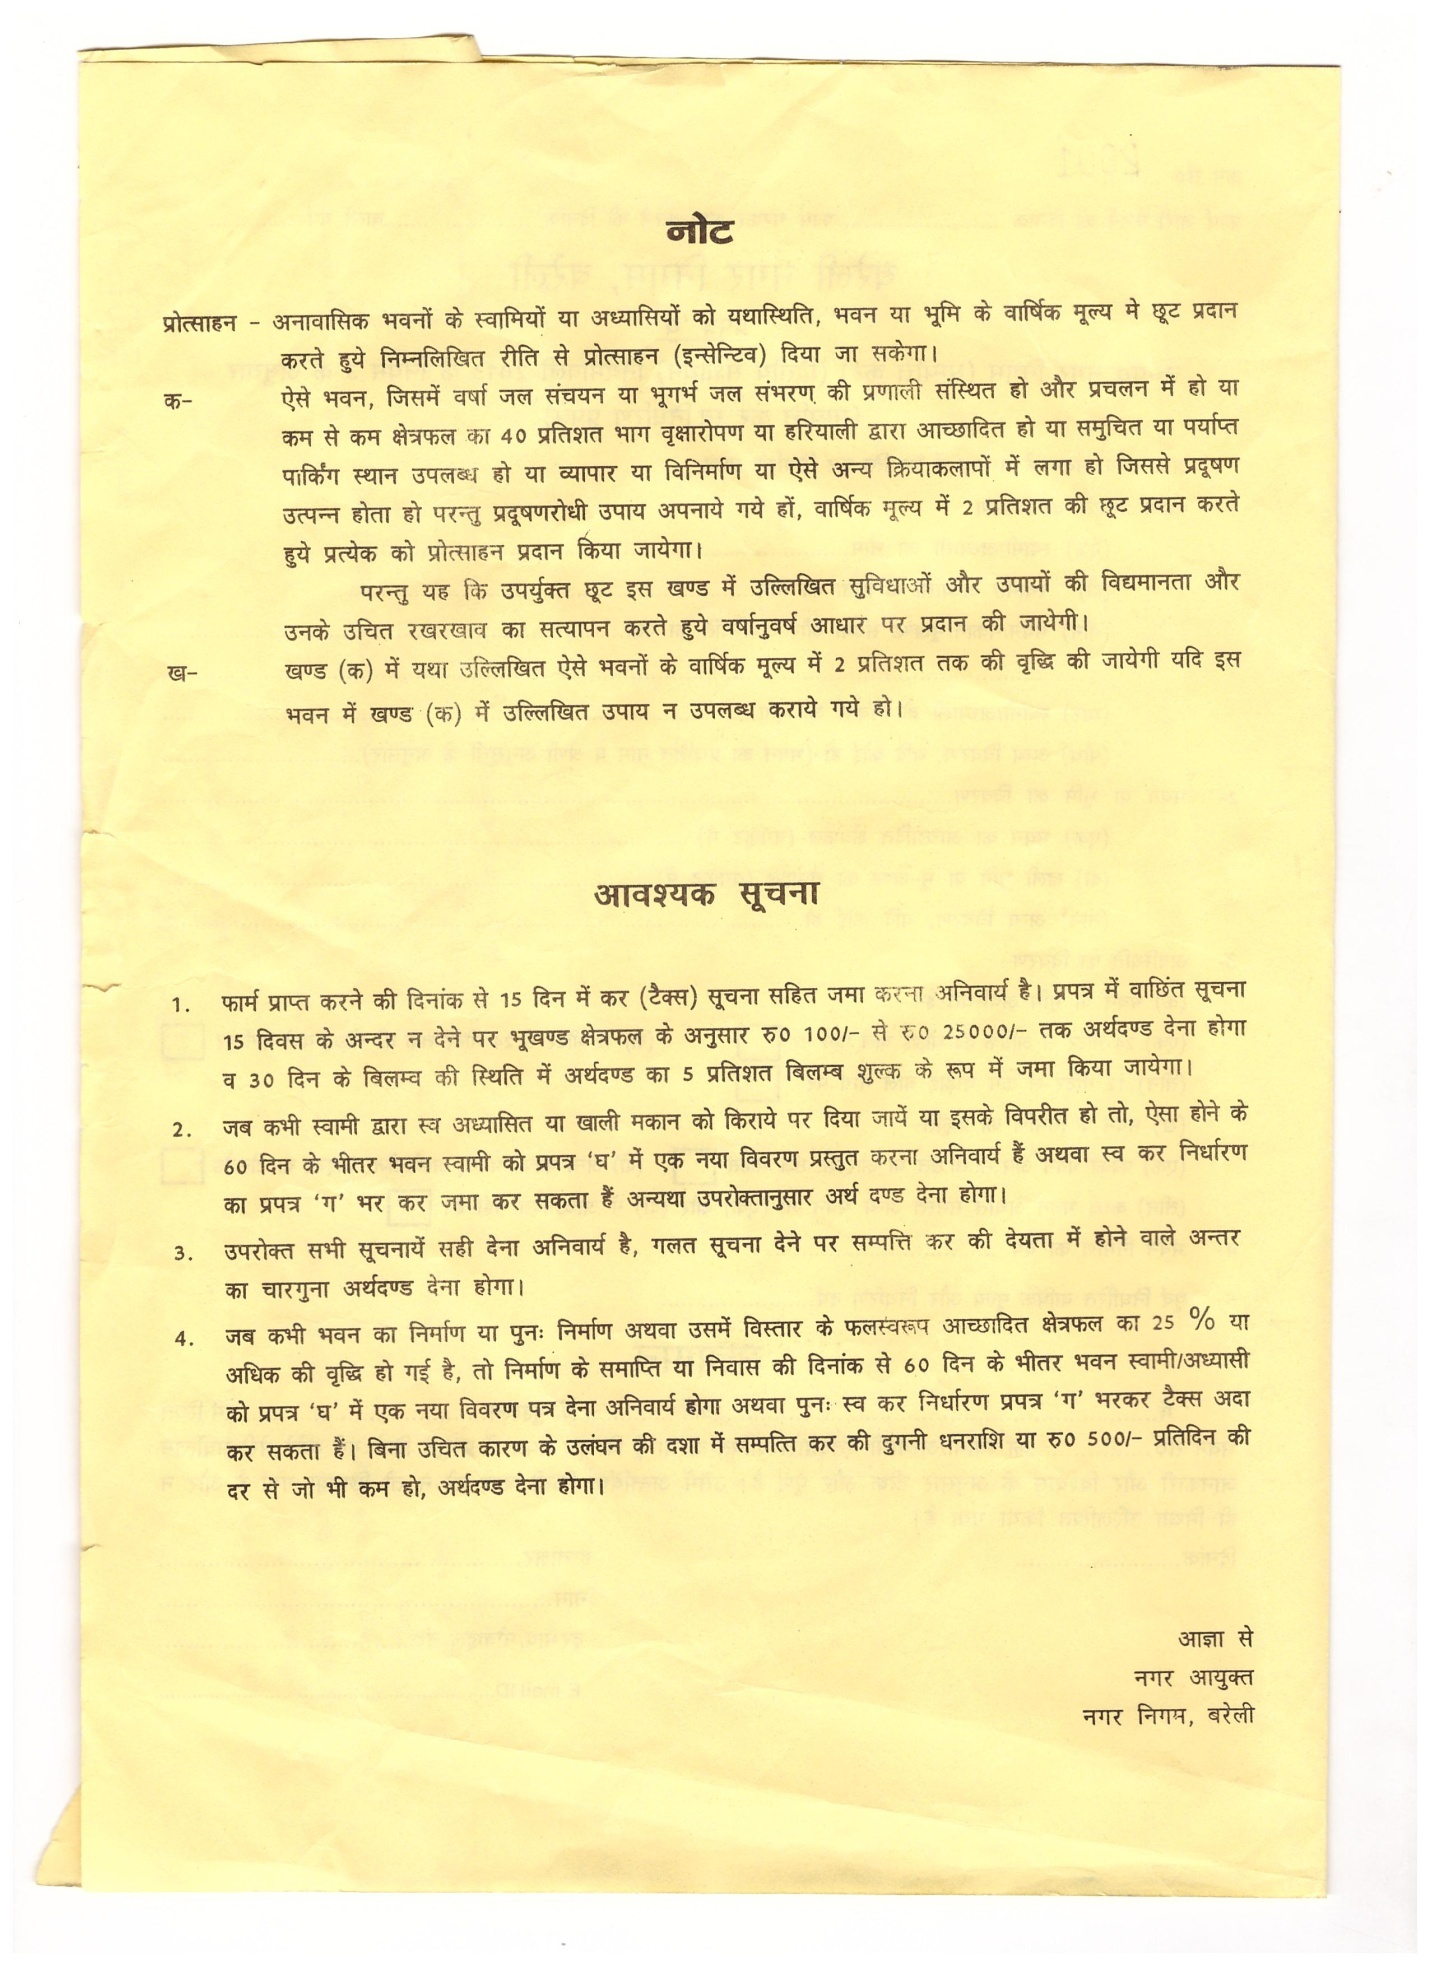 नोट
प्रोत्साहन - अनावासिक भवनों के स्वामियों या अध्यासियों को यथास्थिति, भवन या भूमि के वार्षिक मूल्य मे छूट प्रदान
करते हुये निम्नलिखित रीति से प्रोत्साहन (इन्सेन्टिव) दिया जा सकेगा।
क- ऐसे भवन, जिसमें वर्षा जल संचयन या भूगर्भ जल संभरण की प्रणाली संस्थित हो और प्रचलन में हो या
कम से कम क्षेत्रफल का 40 प्रतिशत भाग वृक्षारोपण या हरियाली द्वारा आच्छादित हो या समुचित या पर्याप्त
पार्किंग स्थान उपलब्ध हो या व्यापार या विनिर्माण या ऐसे अन्य क्रियाकलापों में लगा हो जिससे प्रदूषण
उत्पन्न होता हो परन्तु प्रदूषणरोधी उपाय अपनाये गये हों, वार्षिक मूल्य में 2 प्रतिशत की छूट प्रदान करते
हुये प्रत्येक को प्रोत्साहन प्रदान किया जायेगा।
परन्तु यह कि उपर्युक्त छूट इस खण्ड में उल्लिखित सुविधाओं और उपायों की विद्यमानता और
उनके उचित रखरखाव का सत्यापन करते हुये वर्षानुवर्ष आधार पर प्रदान की जायेगी।
ख- खण्ड (क) में यथा उल्लिखित ऐसे भवनों के वार्षिक मूल्य में 2 प्रतिशत तक की वृद्धि की जायेगी यदि इस
भवन में खण्ड (क) में उल्लिखित उपाय न उपलब्ध कराये गये हो।
आवश्यक सूचना
1. फार्म प्राप्त करने की दिनांक से 15 दिन में कर (टैक्स) सूचना सहित जमा करना अनिवार्य है। प्रपत्र में वाछिंत सूचना
15 दिवस के अन्दर न देने पर भूखण्ड क्षेत्रफल के अनुसार रु0 100/- से रु0 25000/- तक अर्थदण्ड देना होगा
व 30 दिन के बिलम्ब की स्थिति में अर्थदण्ड का 5 प्रतिशत बिलम्ब शुल्क के रूप में जमा किया जायेगा।
2. जब कभी स्वामी द्वारा स्व अध्यासित या खाली मकान को किराये पर दिया जायें या इसके विपरीत हो तो, ऐसा होने के
60 दिन के भीतर भवन स्वामी को प्रपत्र ‘घ’ में एक नया विवरण प्रस्तुत करना अनिवार्य हैं अथवा स्व कर निर्धारण
का प्रपत्र ‘ग’ भर कर जमा कर सकता हैं अन्यथा उपरोक्तानुसार अर्थ दण्ड देना होगा।
3. उपरोक्त सभी सूचनायें सही देना अनिवार्य है, गलत सूचना देने पर सम्पत्ति कर की देयता में होने वाले अन्तर
का चारगुना अर्थदण्ड देना होगा।
4. जब कभी भवन का निर्माण या पुनः निर्माण अथवा उसमें विस्तार के फलस्वरूप आच्छादित क्षेत्रफल का 25 % या
अधिक की वृद्धि हो गई है, तो निर्माण के समाप्ति या निवास की दिनांक से 60 दिन के भीतर भवन स्वामी/अध्यासी
को प्रपत्र ‘घ’ में एक नया विवरण पत्र देना अनिवार्य होगा अथवा पुनः स्व कर निर्धारण प्रपत्र ‘ग’ भरकर टैक्स अदा
कर सकता हैं। बिना उचित कारण के उलंघन की दशा में सम्पत्ति कर की दुगनी धनराशि या रु0 500/- प्रतिदिन की
दर से जो भी कम हो, अर्थदण्ड देना होगा।
आज्ञा से
नगर आयुक्त
नगर निगम, बरेली